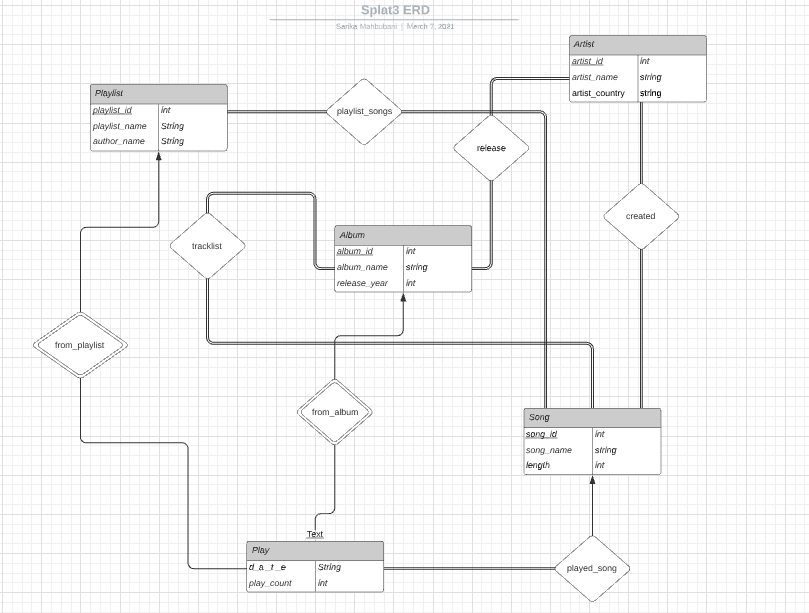 Splat3 ERD
Sarika Mahbubani | March 7, 2021
Artist
artist_id int
artist_name string
artist_country string
Playlist
playlist_id int
playlist_name String
author_name String
playlist_songs
release
created
tracklist
Album
album_id int
album_name string
release_year int
from_playlist
from_album
Song
song_id int
song_name string
length int
Text
Play
d_a_t_e String
play_count int
played_song